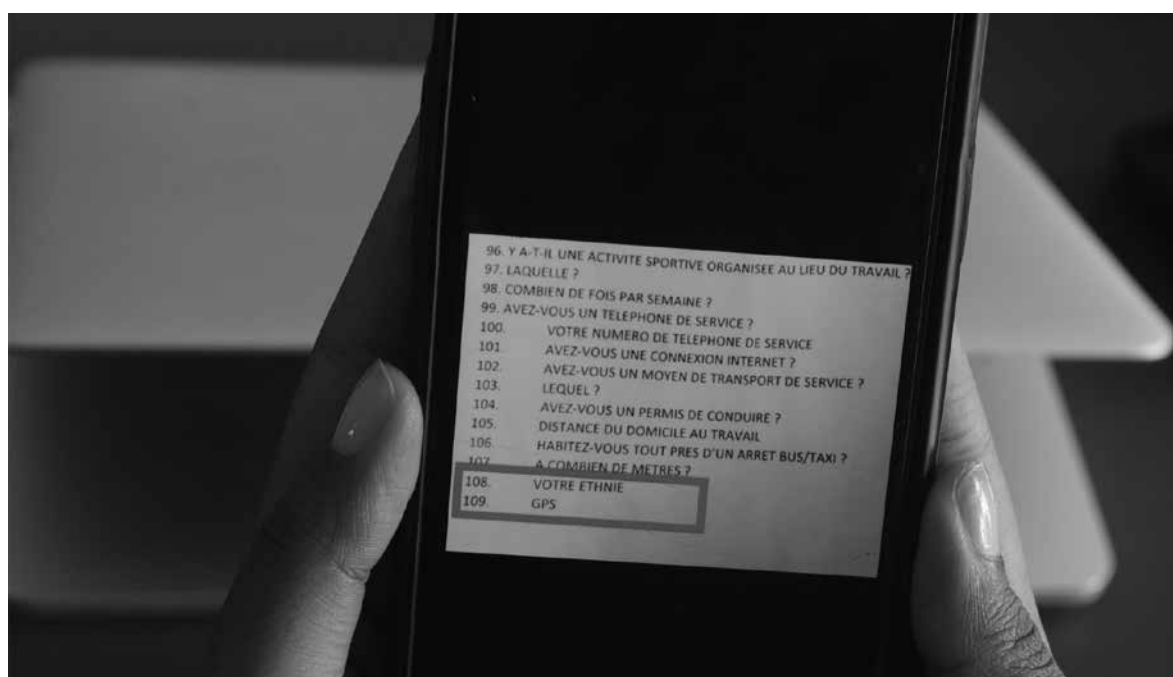 96. Y A-T-IL UNE ACTIVITE SPORTIVE ORGANISEE AU LIEU DU TRAVAIL ?
97. LAQUELLE ?
98. COMBIEN DE FOIS PAR SEMAINE ?
99. AVEZ-VOUS UN TELEPHONE DE SERVICE ?
100. VOTRE NUMERO DE TELEPHONE DE SERVICE
101. AVEZ-VOUS UNE CONNEXION INTERNET ?
102. AVEZ-VOUS UN MOYEN DE TRANSPORT DE SERVICE ?
103. LEQUEL ?
104. AVEZ-VOUS UN PERMIS DE CONDUIRE ?
105. DISTANCE DU DOMICILE AU TRAVAIL
106. HABITEZ-VOUS TOUT PRES D'UN ARRET BUS/TAXI ?
107. A COMBIEN DE METRES ?
108. VOTRE ETHNIE
109. GPS